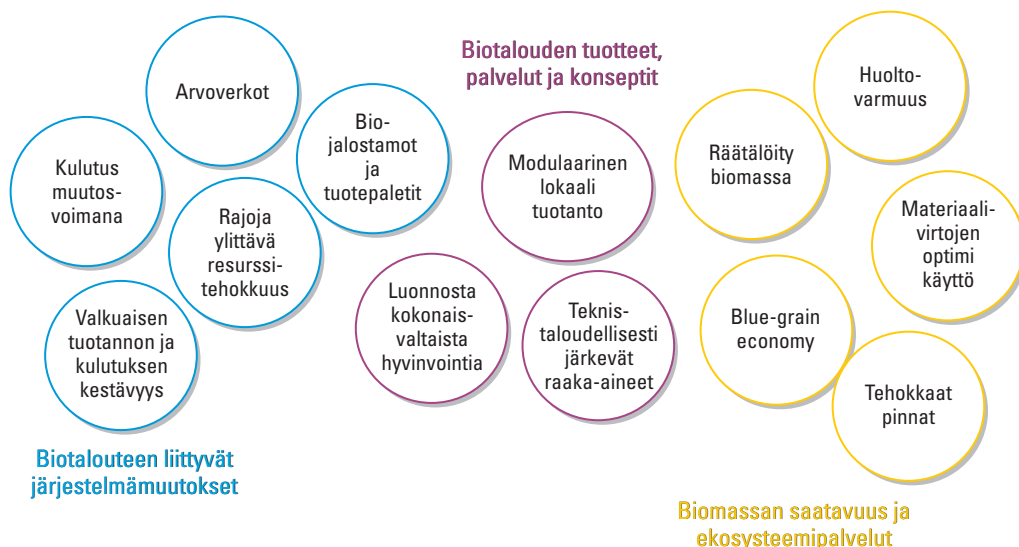 Arvoverkot
Bio-
jalostamot
ja
tuotepaletit
Kulutus
muutos-
voimana
Rajoja
ylittävä
resurssi-
tehokkuus
Valkuaisen
tuotannon ja
kulutuksen
kestävyys
Biotalouteen liittyvät
järjestelmämuutokset
Biotalouden tuotteet,
palvelut ja konseptit
Modulaarinen
lokaali
tuotanto
Luonnosta
kokonais-
valtaista
hyvinvointia
Teknis-
taloudellisesti
järkevät
raaka-aineet
Huolto-
varmuus
Räätälöity
biomassa
Materiaali-
virtojen
optimi
käyttö
Blue-grain
economy
Tehokkaat
pinnat
Biomassan saatavuus ja
ekosysteemipalvelut